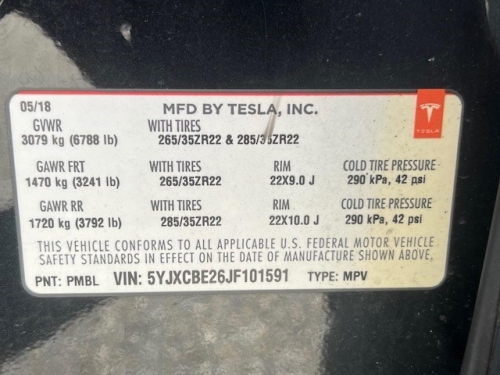 05/18 MFD BY TESLA, INC.
GVWR WITH TIRES
3079 kg (6788 lb) 265/35ZR22 & 285/35ZR22
TESLA
GAWR FRT WITH TIRES RIM COLD TIRE PRESSURE
1470 kg (3241 lb) 265/35ZR22 22X9.0 J 290 kPa, 42 psi
GAWR RR WITH TIRES RIM COLD TIRE PRESSURE
1720 kg (3792 lb) 285/35ZR22 22X10.0 J 290 kPa, 42 psi
THIS VEHICLE CONFORMS TO ALL APPLICABLE U.S. FEDERAL MOTOR VEHICLE
SAFETY STANDARDS IN EFFECT ON THE DATE OF MANUFACTURE SHOWN ABOVE,
PNT: PMBL VIN: 5YJXCBE26JF101591 TYPE: MPV